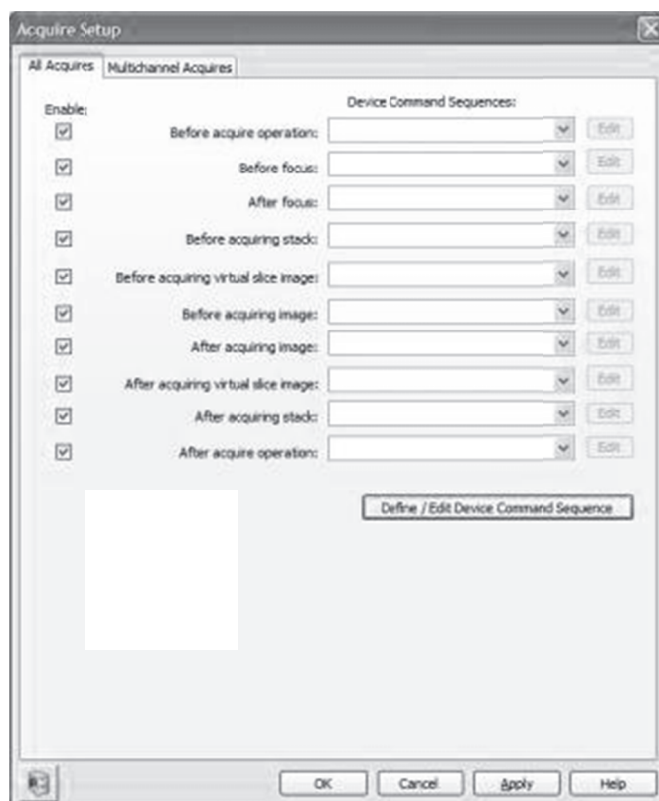 Acquire Setup
All Acquires Multichannel Acquires
Enable: Device Command Sequences:
Before acquire operation: Edit
Before focus: Edit
After focus: Edit
Before acquiring stack: Edit
Before acquiring virtual slice image: Edit
Before acquiring image: Edit
After acquiring image: Edit
After acquiring virtual slice image: Edit
After acquiring stack: Edit
After acquire operation: Edit
Define / Edit Device Command Sequence
OK Cancel Apply Help